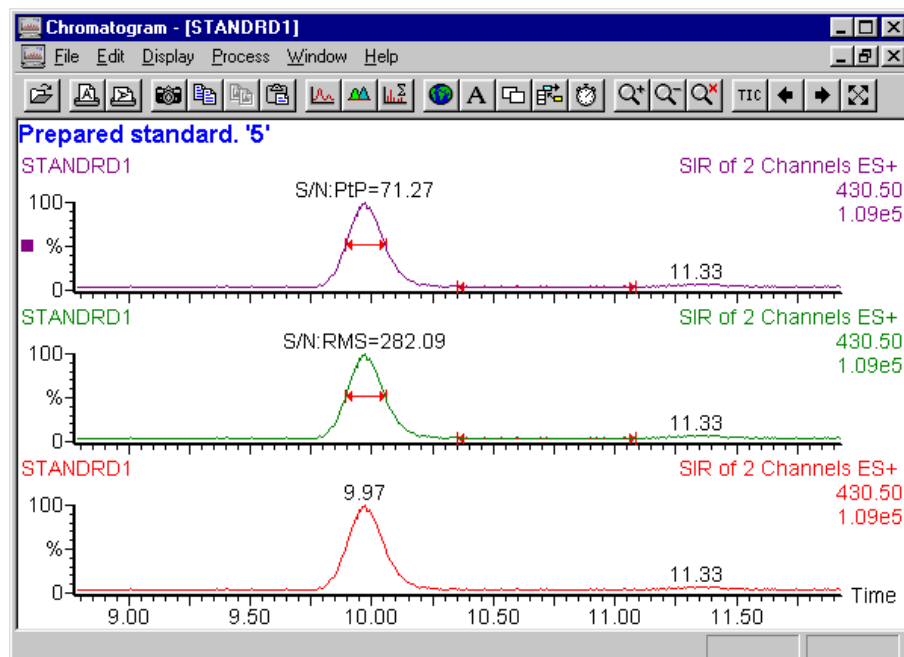 Chromatogram - [STANDRD1]
File Edit Display Process Window Help
A TIC
Prepared standard. '5'
STANDRD1 SIR of 2 Channels ES+
S/N:PtP=71.27 430.50
100 1.09e5
%
11.33
0
STANDRD1 SIR of 2 Channels ES+
S/N:RMS=282.09 430.50
100 1.09e5
%
11.33
0
STANDRD1 SIR of 2 Channels ES+
9.97 430.50
100 1.09e5
%
11.33
0 Time
9.00 9.50 10.00 10.50 11.00 11.50